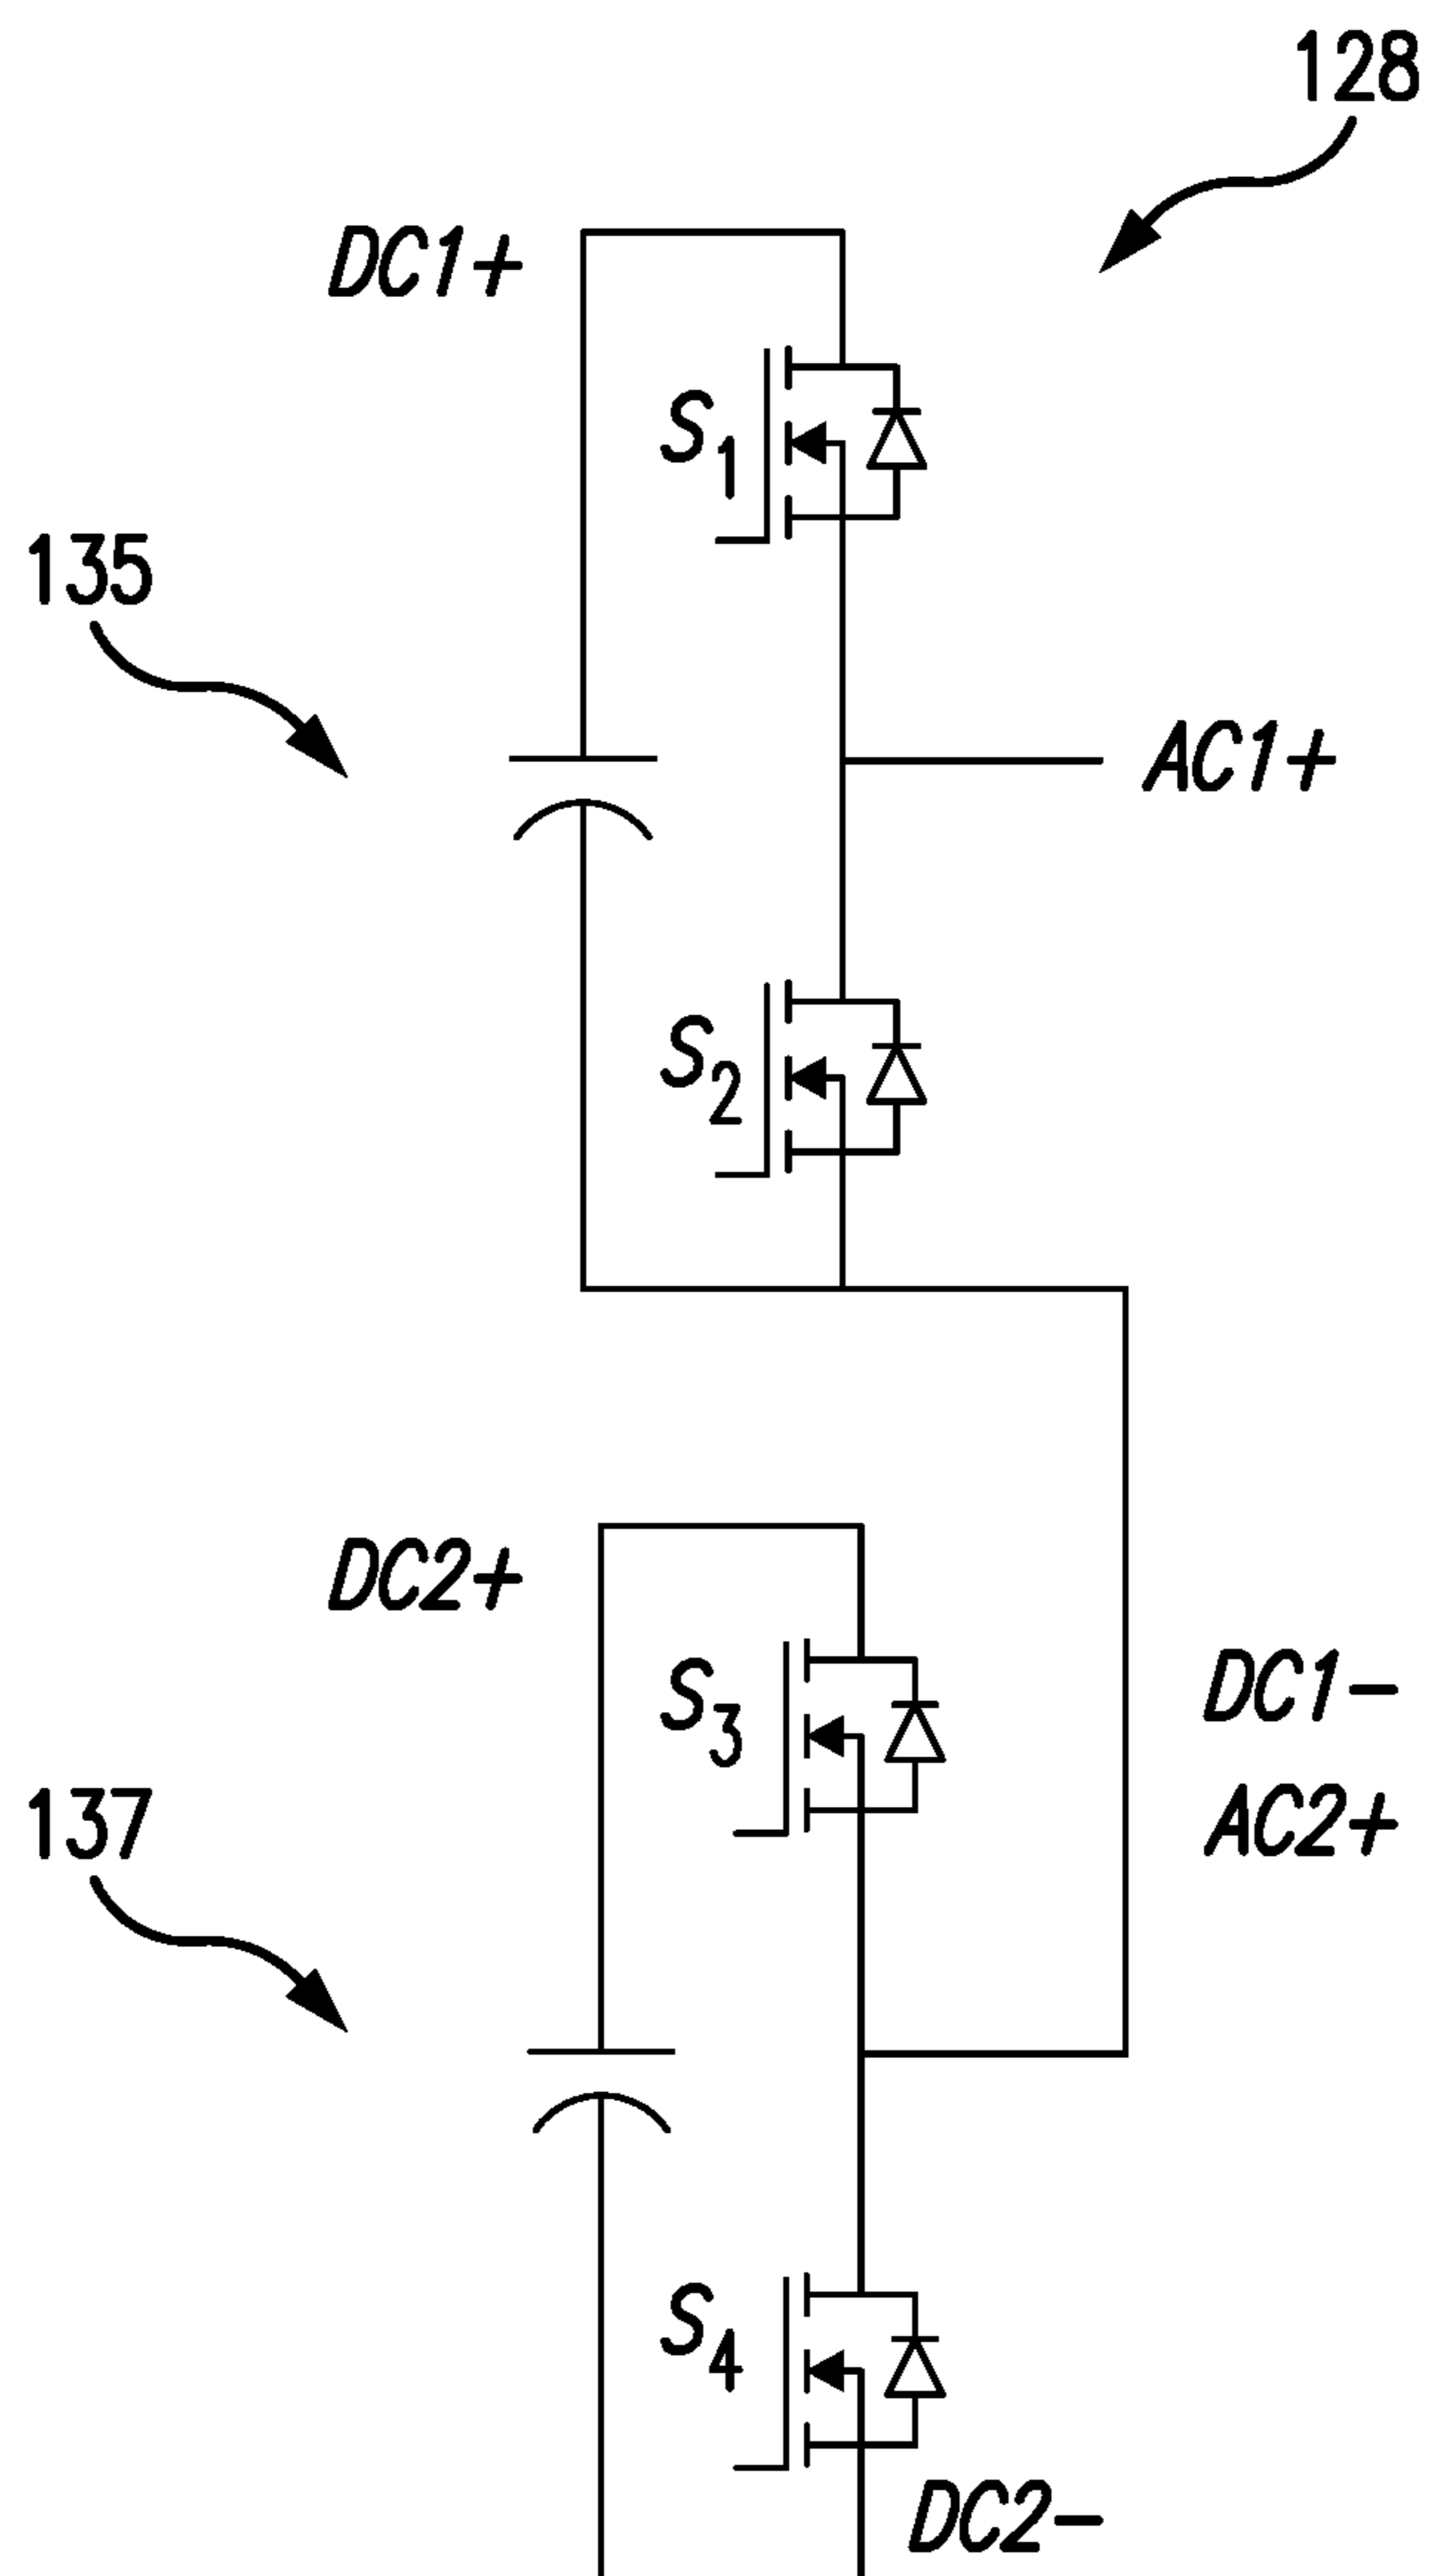 128
DC1+
S1
135
AC1+
S2
DC2+
S3
DC1-
AC2+
137
S4
DC2-